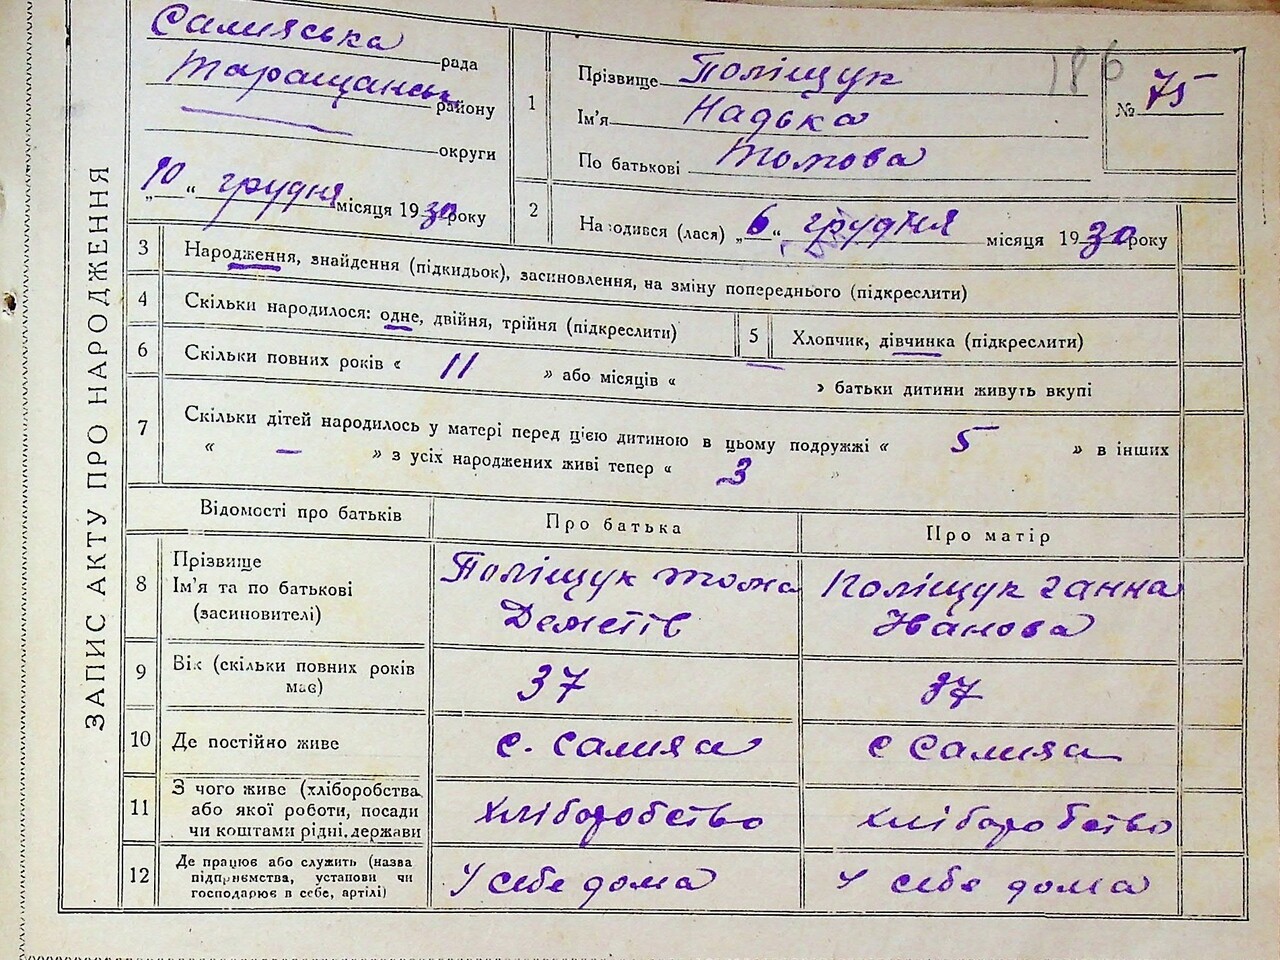 ЗАПИС АКТУ ПРО НАРОДЖЕННЯ
Салияська рада
Таращанськ району
округи
„10“ грудня місяця 1930 року
1
Прізвище Поліщук
Ім'я Надька
По батькові Томова
186
№ 75
2
Народився (лася) „6“ грудня місяця 1930 року
3 Народження, знайдення (підкидьок), засиновлення, на зміну попереднього (підкреслити)
4 Скільки народилося: одне, двійня, трійня (підкреслити)
5 Хлопчик, дівчинка (підкреслити)
6 Скільки повних років « 11 » або місяців « » батьки дитини живуть вкупі
7 Скільки дітей народилось у матері перед цією дитиною в цьому подружжі « 5 » в інших
« — » з усіх народжених живі тепер « 3 »
Відомості про батьків Про батька Про матір
8 Прізвище
Ім'я та по батькові
(засиновителі)
Поліщук Тома
Поліщук Ганна
Іванова
9 Вік (скільки повних років
має)
37
37
10 Де постійно живе
с. Салияа
с Салияа
11 З чого живе (хліборобства
або якої роботи, посади
чи коштами рідні, держави
хліборобство
хліборобство
12 Де працює або служить (назва
підприємства, установи чи
господарює в себе, артілі)
У себе дома
У себе дома